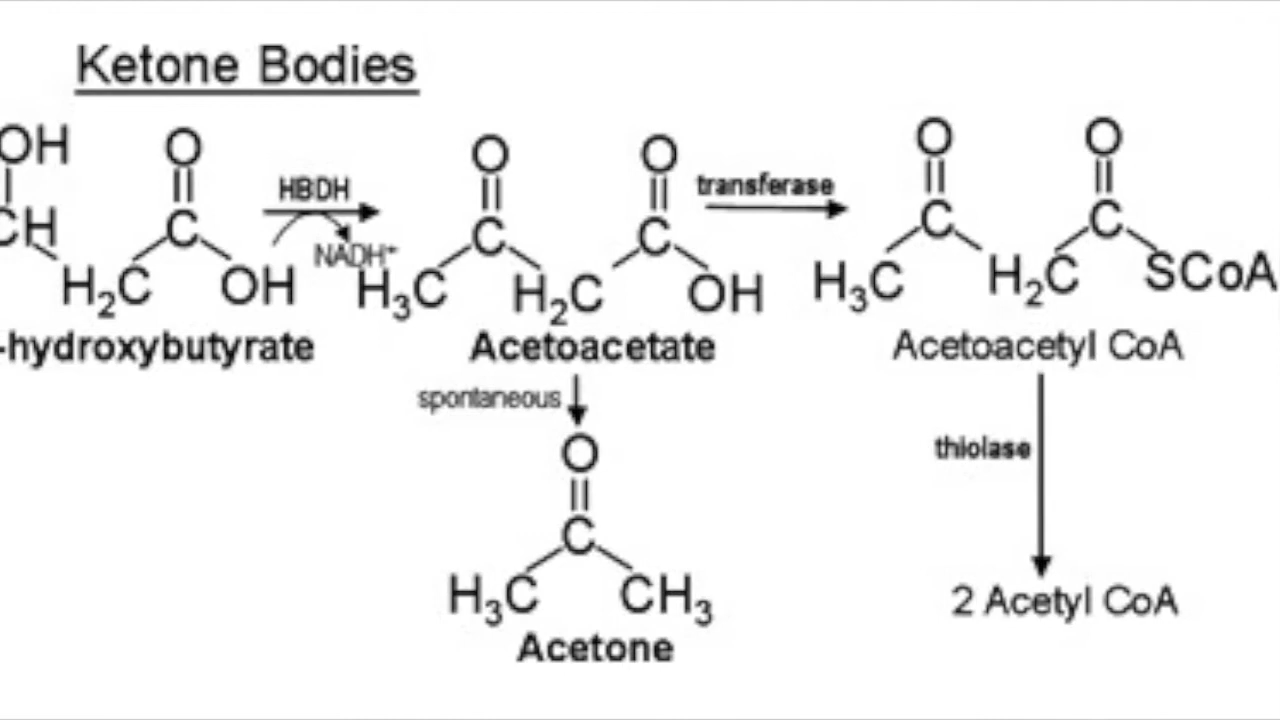 Ketone Bodies
OH O O O O O
CH C HBDH C C transferase C C
NADH⁺
H₂C OH H₃C H₂C OH H₃C H₂C SCoA
-hydroxybutyrate Acetoacetate Acetoacetyl CoA
spontaneous
O
thiolase
C
H₃C CH₃ 2 Acetyl CoA
Acetone